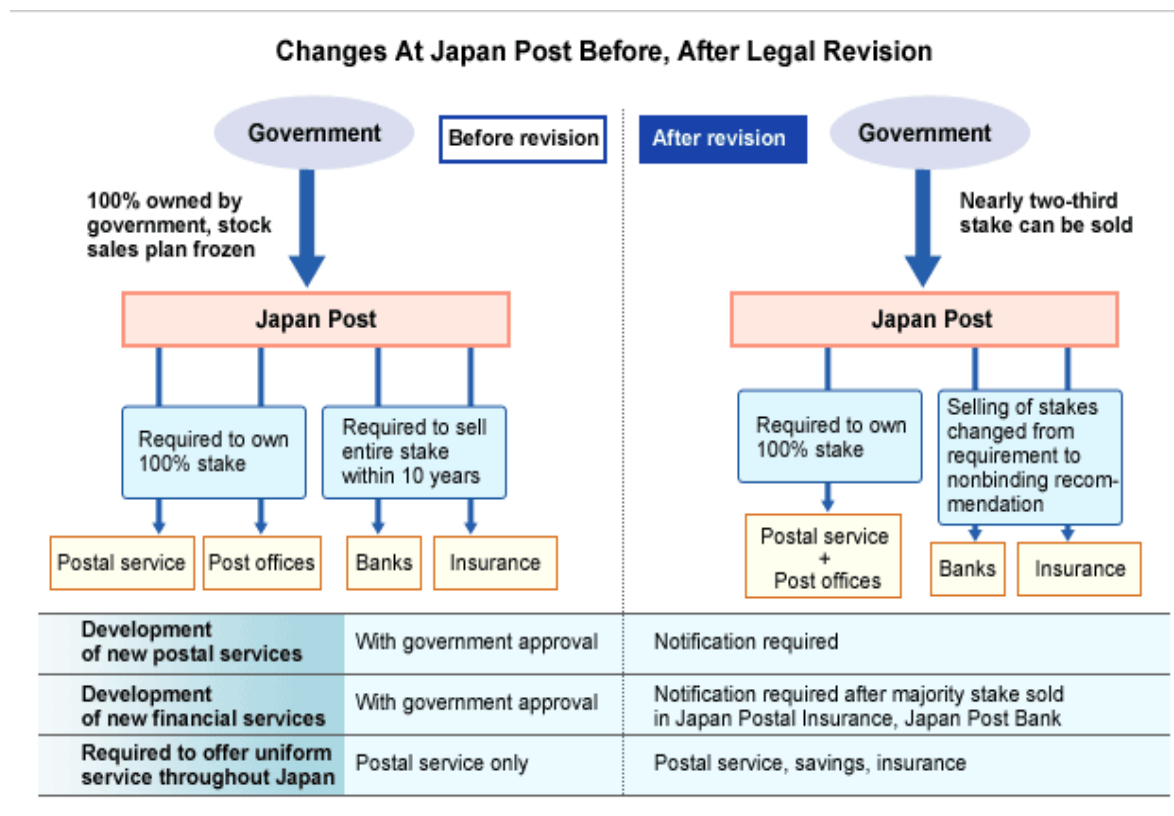 Changes At Japan Post Before, After Legal Revision
Government
Before revision
After revision
Government
100% owned by
government, stock
sales plan frozen
Nearly two-third
stake can be sold
Japan Post
Japan Post
Required to own
100% stake
Required to sell
entire stake
within 10 years
Required to own
100% stake
Selling of stakes
changed from
requirement to
nonbinding recom-
mendation
Postal service
Post offices
Banks
Insurance
Postal service
+
Post offices
Banks
Insurance
Development
of new postal services
With government approval
Notification required
Development
of new financial services
With government approval
Notification required after majority stake sold
in Japan Postal Insurance, Japan Post Bank
Required to offer uniform
service throughout Japan
Postal service only
Postal service, savings, insurance